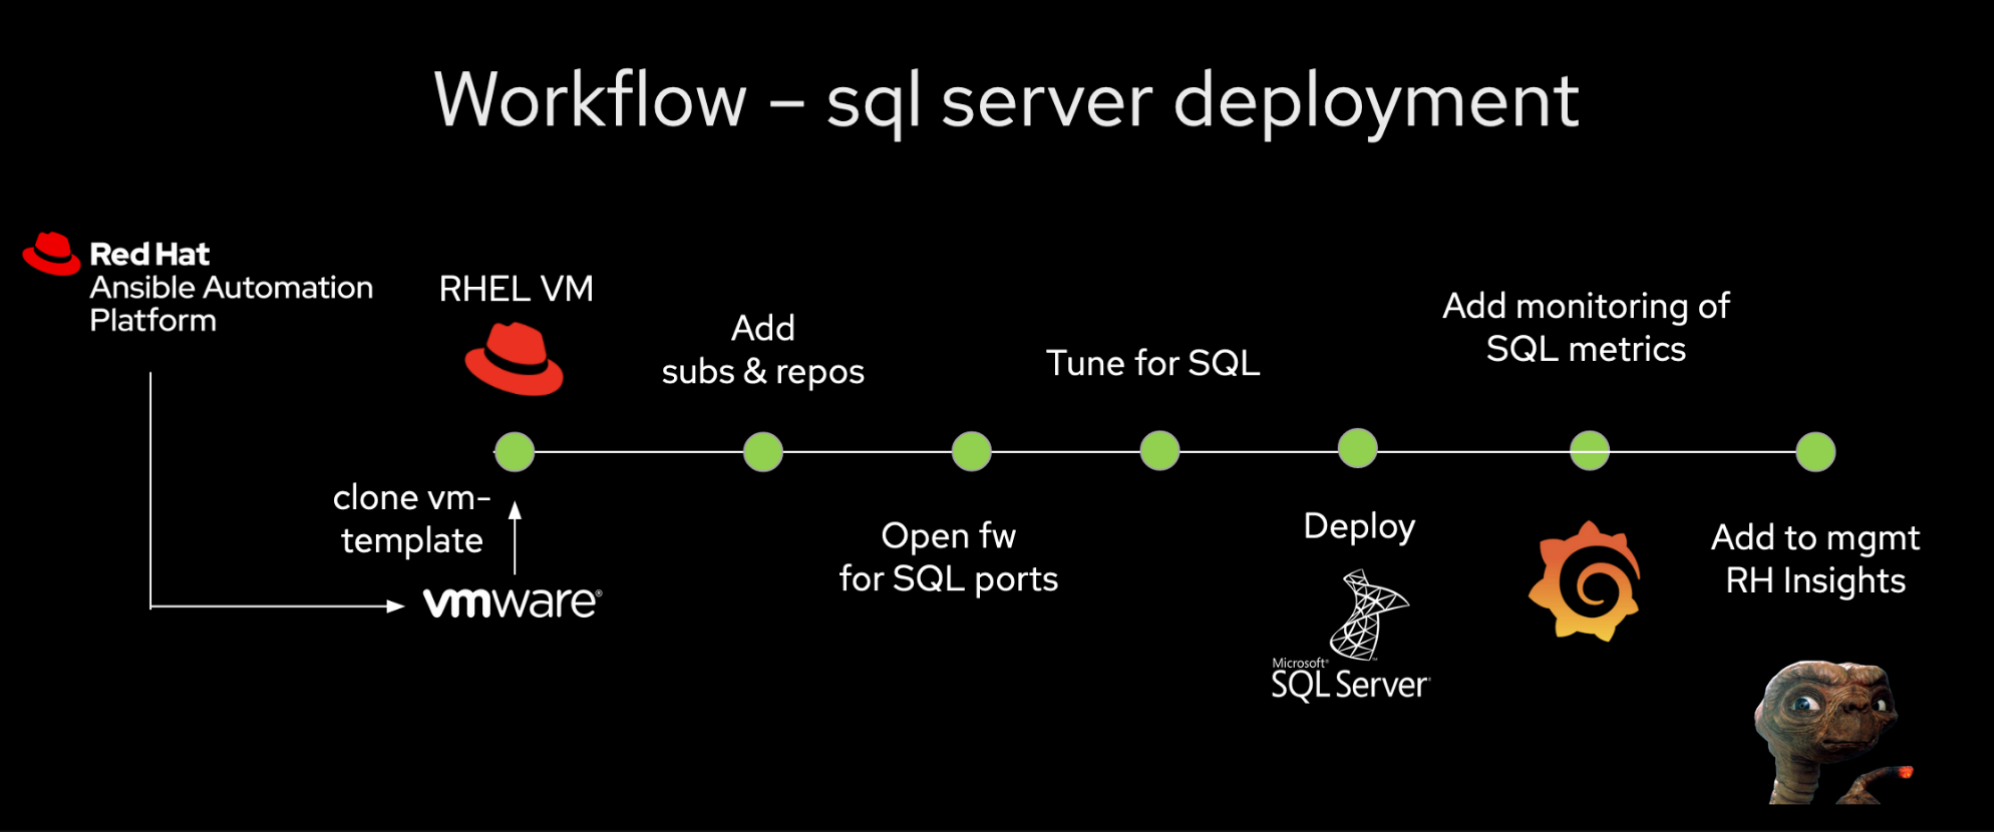 Workflow – sql server deployment
Red Hat
Ansible Automation
Platform
RHEL VM
Add
subs & repos
Tune for SQL
Add monitoring of
SQL metrics
clone vm-
template
vmware®
Open fw
for SQL ports
Deploy
Microsoft®
SQL Server®
Add to mgmt
RH Insights